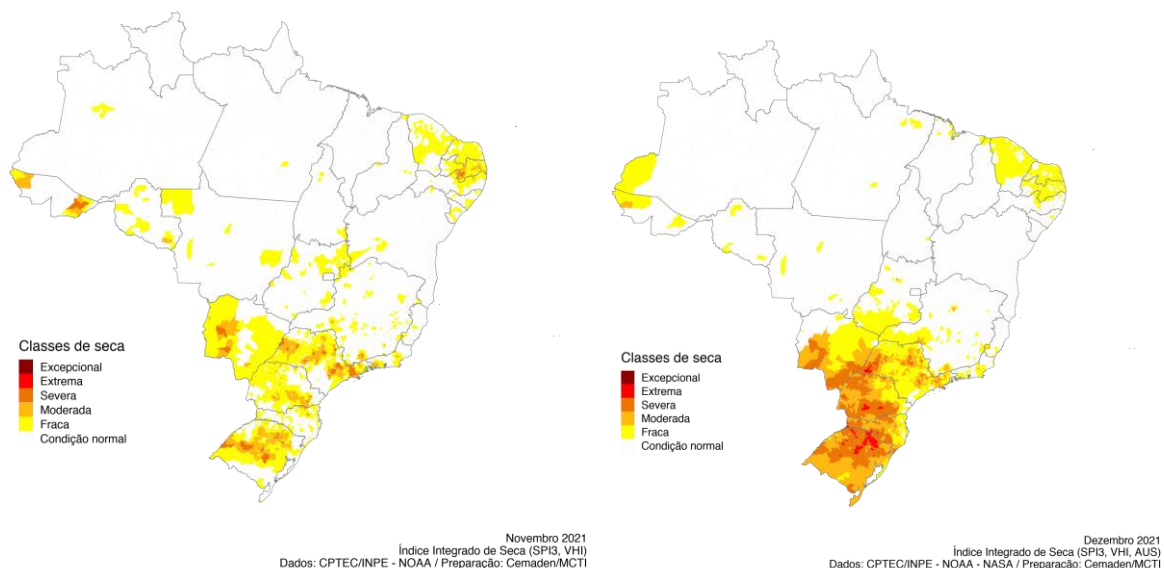 Classes de seca
Excepcional
Extrema
Severa
Moderada
Fraca
Condição normal
Novembro 2021
Índice Integrado de Seca (SPI3, VHI)
Dados: CPTEC/INPE - NOAA / Preparação: Cemaden/MCTI
Classes de seca
Excepcional
Extrema
Severa
Moderada
Fraca
Condição normal
Dezembro 2021
Índice Integrado de Seca (SPI3, VHI, AUS)
Dados: CPTEC/INPE - NOAA - NASA / Preparação: Cemaden/MCTI